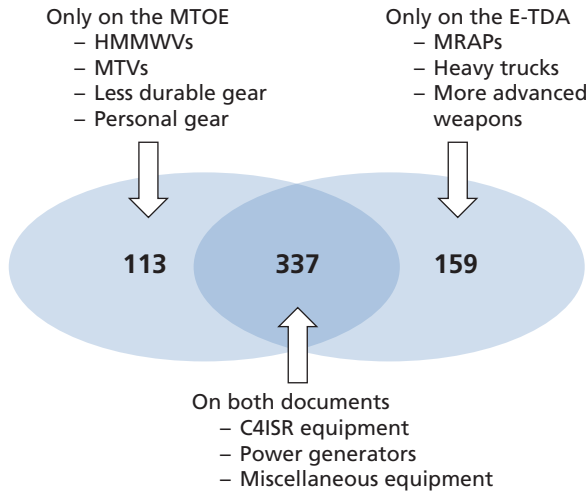 Only on the MTOE
– HMMWVs
– MTVs
– Less durable gear
– Personal gear
Only on the E-TDA
– MRAPs
– Heavy trucks
– More advanced
weapons
113
337
159
On both documents
– C4ISR equipment
– Power generators
– Miscellaneous equipment